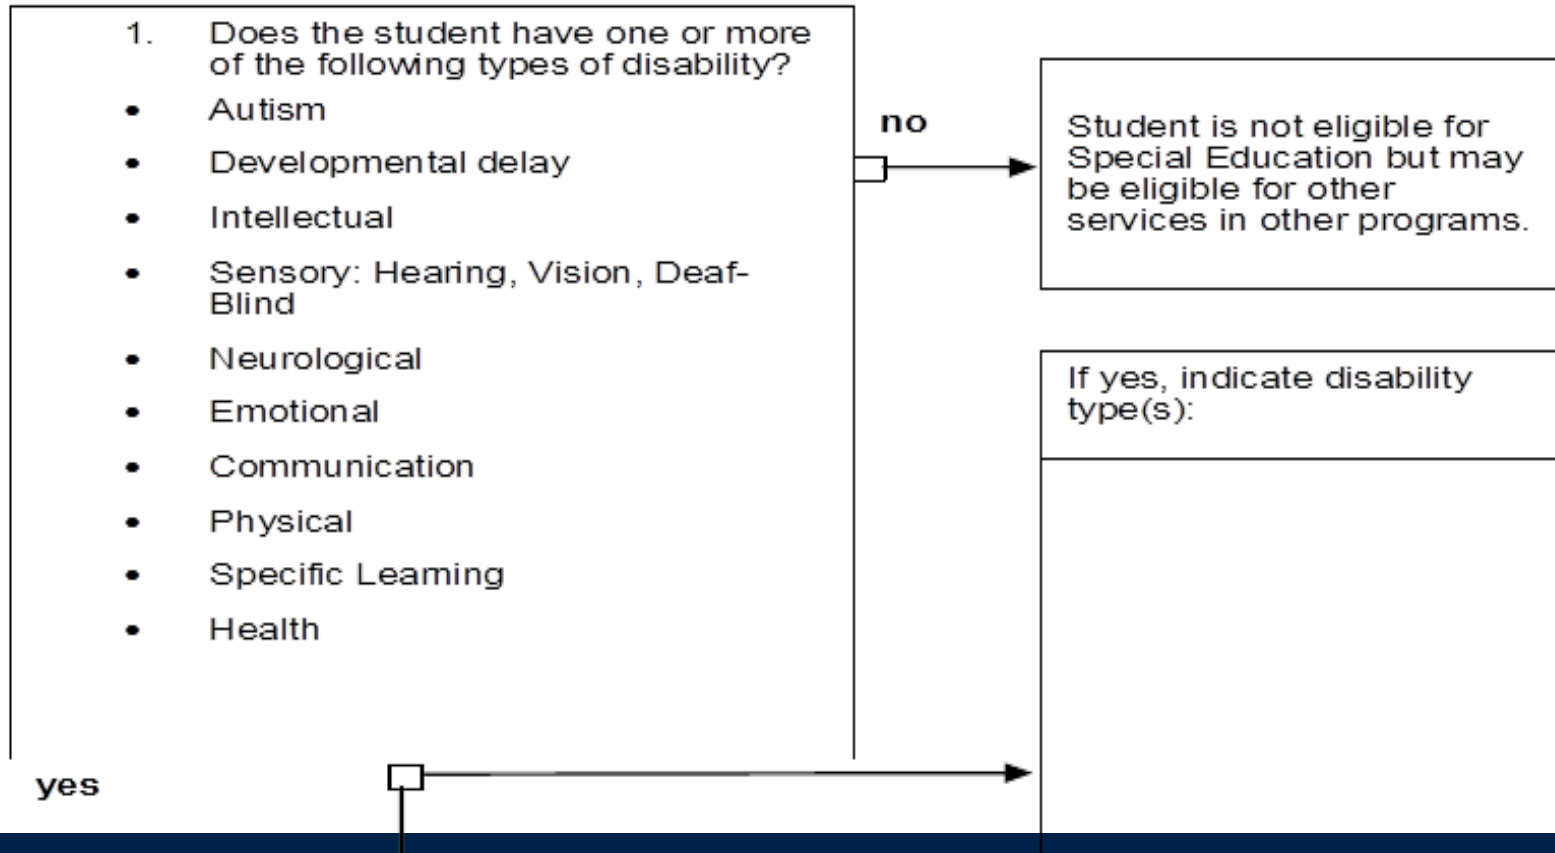 1. Does the student have one or more
of the following types of disability?
• Autism
• Developmental delay
• Intellectual
• Sensory: Hearing, Vision, Deaf-
Blind
• Neurological
• Emotional
• Communication
• Physical
• Specific Learning
• Health
yes
no
Student is not eligible for
Special Education but may
be eligible for other
services in other programs.
If yes, indicate disability
type(s):